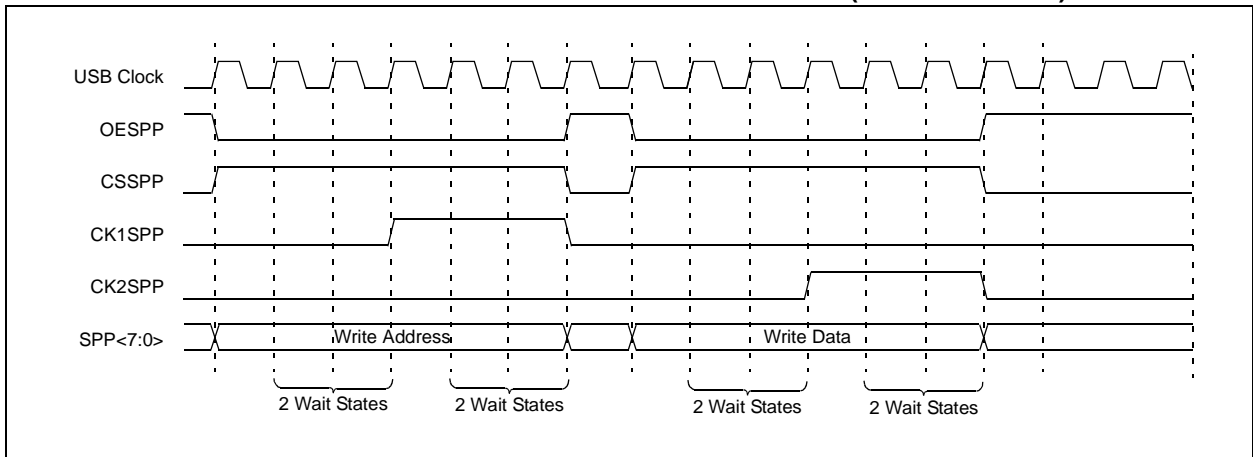 USB Clock
OESPP
CSSPP
CK1SPP
CK2SPP
SPP<7:0>
Write Address
Write Data
2 Wait States
2 Wait States
2 Wait States
2 Wait States